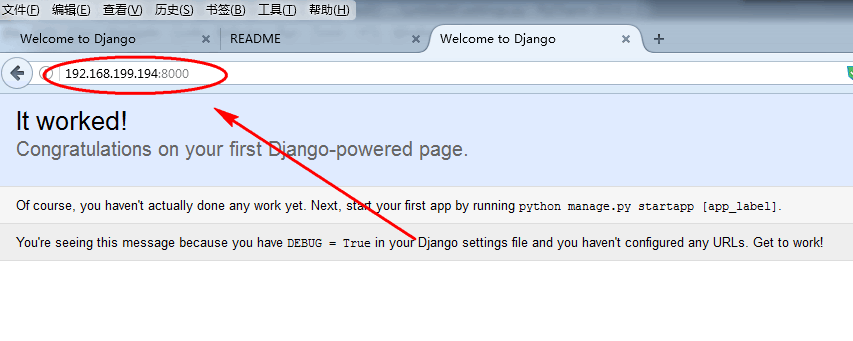 文件(F) 编辑(E) 查看(V) 历史(S) 书签(B) 工具(T) 帮助(H)
Welcome to Django README Welcome to Django
192.168.199.194:8000
It worked!
Congratulations on your first Django-powered page.
Of course, you haven't actually done any work yet. Next, start your first app by running python manage.py startapp [app_label].
You're seeing this message because you have DEBUG = True in your Django settings file and you haven't configured any URLs. Get to work!